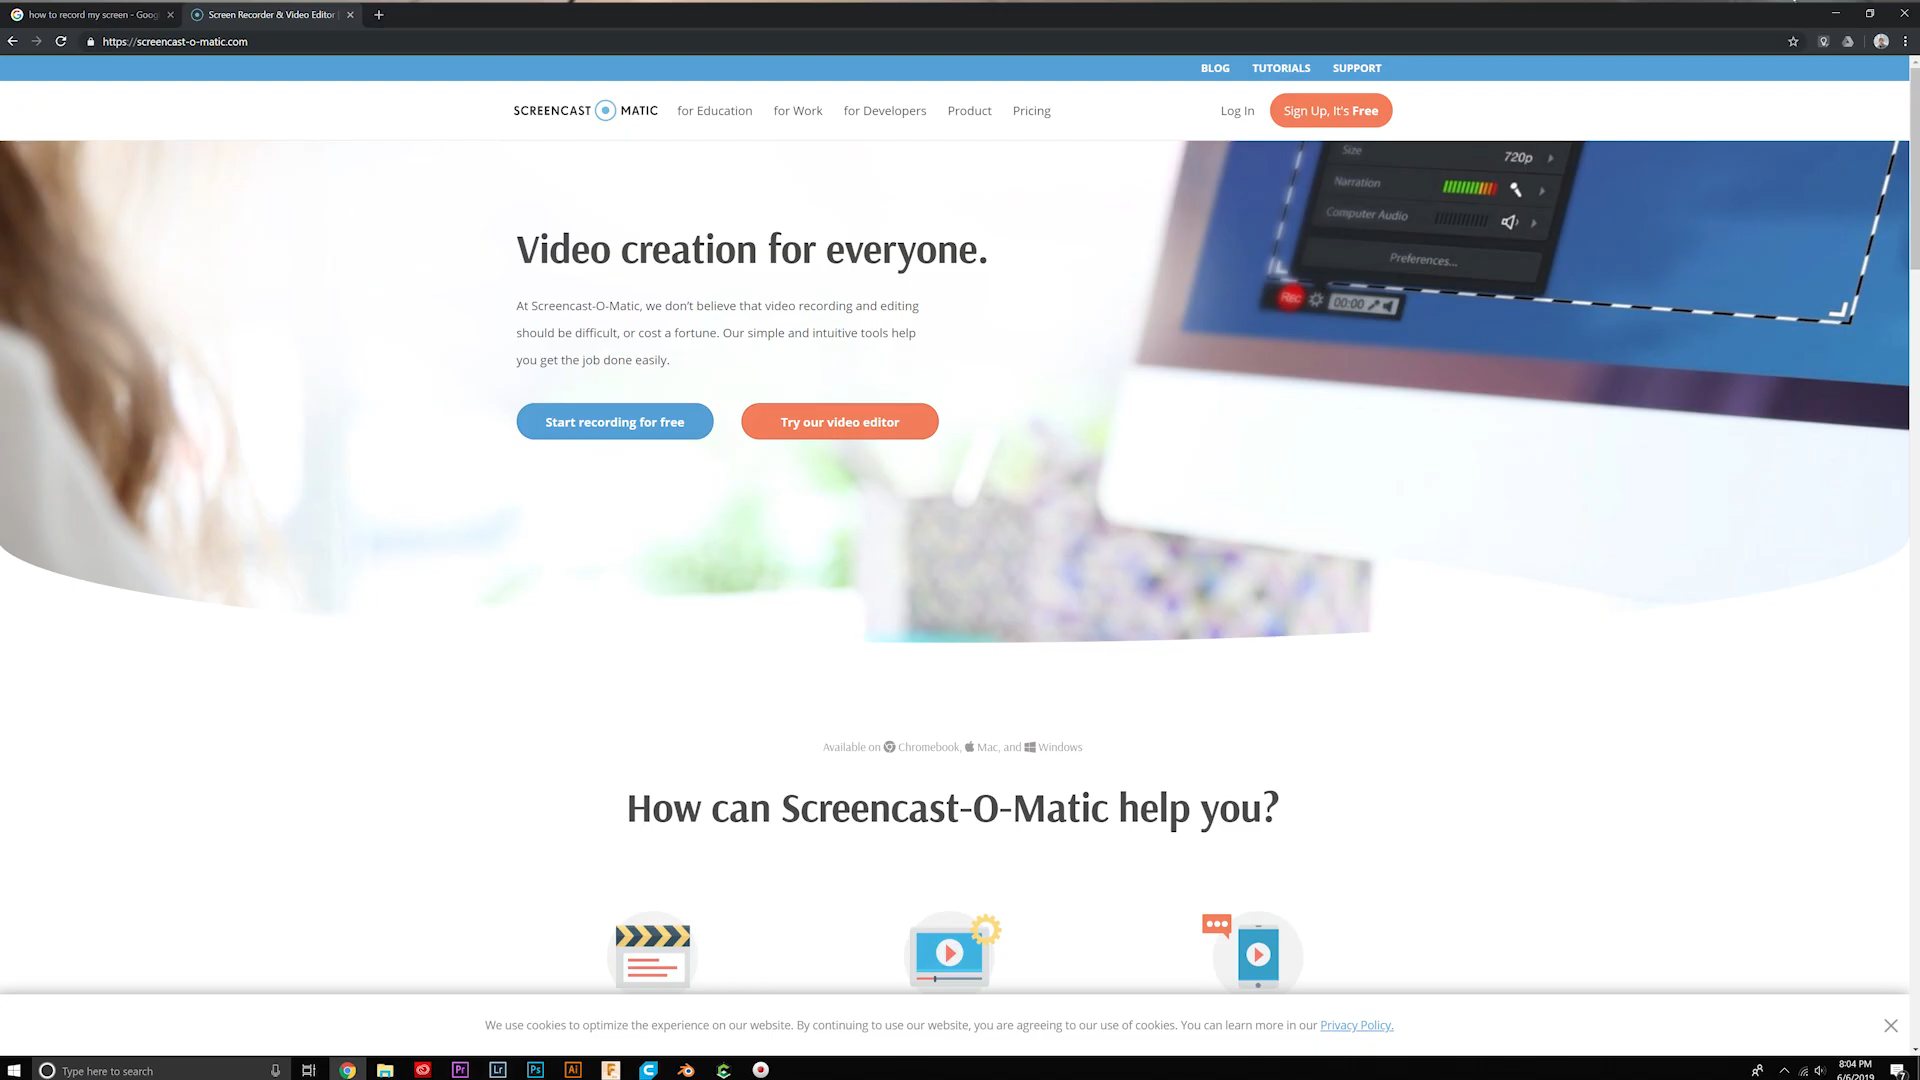 how to record my screen - Goog
Screen Recorder & Video Editor
https://screencast-o-matic.com
BLOG TUTORIALS SUPPORT
SCREENCAST MATIC for Education for Work for Developers Product Pricing Log In Sign Up, It's Free
Size 720p
Narration
Computer Audio
Preferences...
Rec 00:00
Video creation for everyone.
At Screencast-O-Matic, we don’t believe that video recording and editing
should be difficult, or cost a fortune. Our simple and intuitive tools help
you get the job done easily.
Start recording for free Try our video editor
Available on Chromebook, Mac, and Windows
How can Screencast-O-Matic help you?
We use cookies to optimize the experience on our website. By continuing to use our website, you are agreeing to our use of cookies. You can learn more in our Privacy Policy.
Type here to search
Pr Lr Ps Ai F
8:04 PM
6/6/2019
7